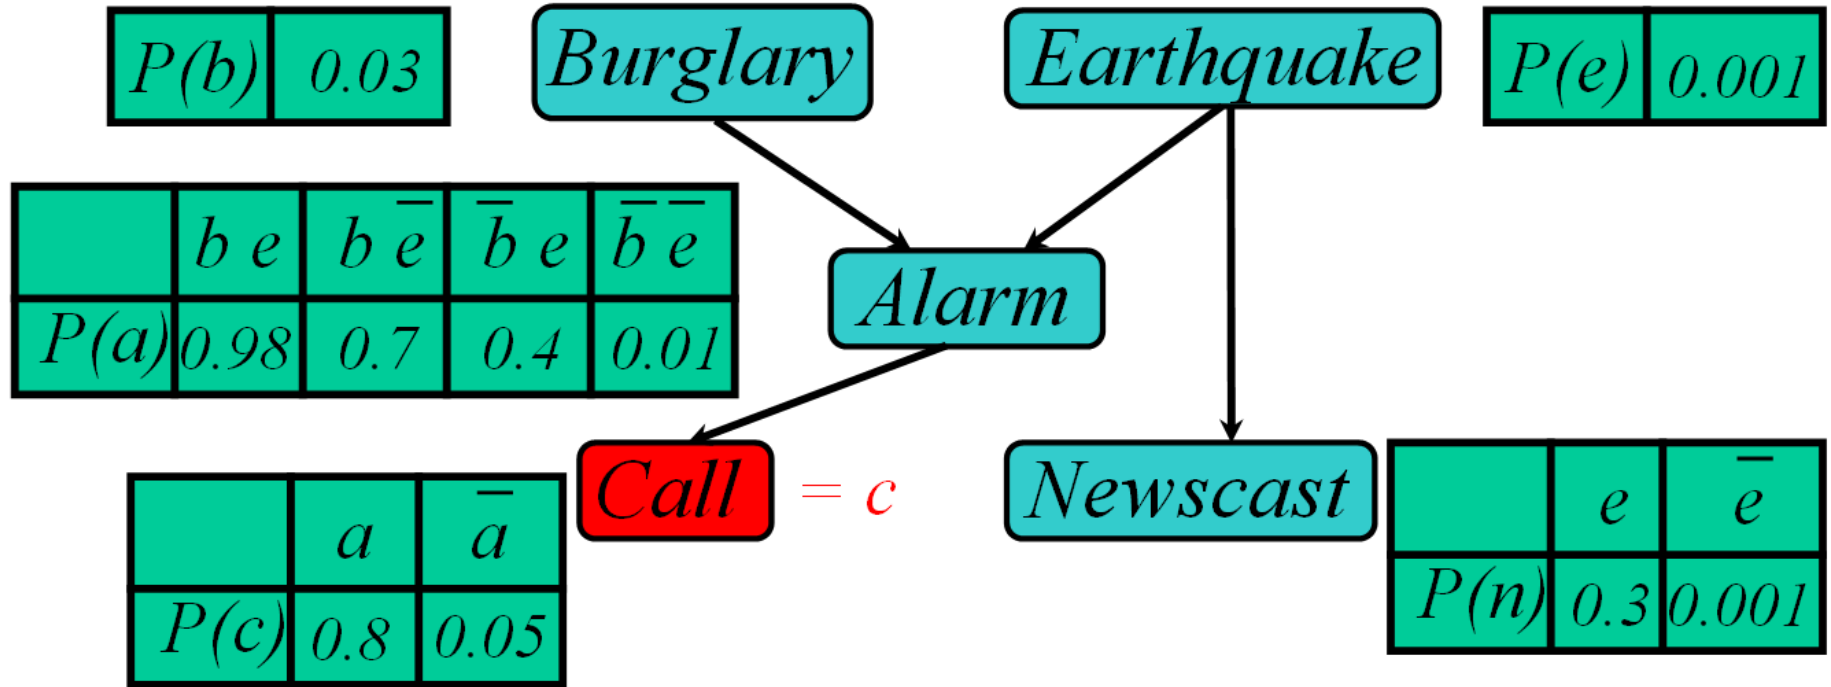 P(b) 0.03
Burglary
Earthquake
P(e) 0.001
b e b e̅ b̅ e b̅ e̅
P(a) 0.98 0.7 0.4 0.01
Alarm
Call = c
Newscast
a a̅
P(c) 0.8 0.05
e e̅
P(n) 0.3 0.001